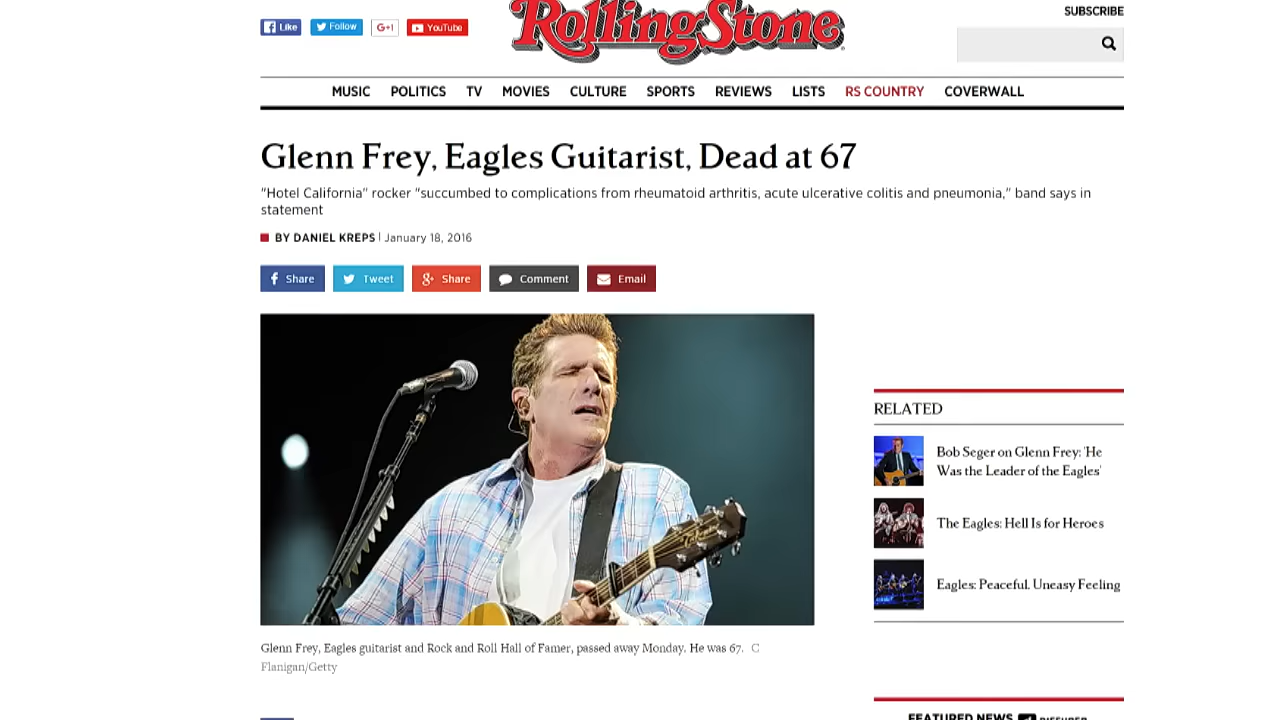 Like
Follow
G+1
YouTube
RollingStone
SUBSCRIBE
MUSIC POLITICS TV MOVIES CULTURE SPORTS REVIEWS LISTS RS COUNTRY COVERWALL
Glenn Frey, Eagles Guitarist, Dead at 67
"Hotel California" rocker "succumbed to complications from rheumatoid arthritis, acute ulcerative colitis and pneumonia," band says in
statement
BY DANIEL KREPS | January 18, 2016
Share Tweet Share Comment Email
RELATED
Bob Seger on Glenn Frey: 'He
Was the Leader of the Eagles'
The Eagles: Hell Is for Heroes
Eagles: Peaceful, Uneasy Feeling
Glenn Frey, Eagles guitarist and Rock and Roll Hall of Famer, passed away Monday. He was 67. C
Flanigan/Getty
FEATURED NEWS